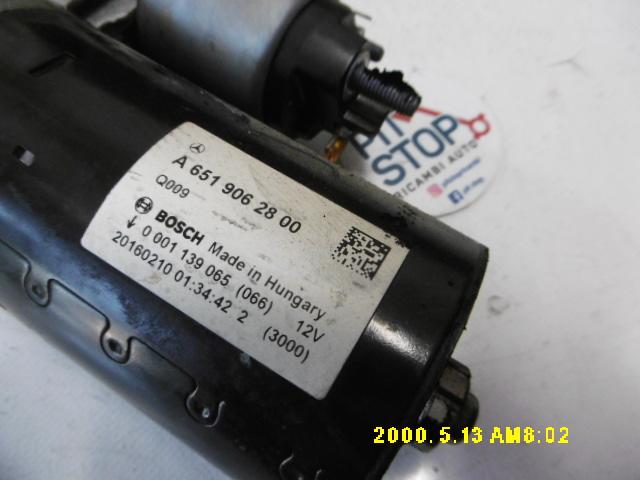 PIT
STOP
RICAMBI AUTO
A 651 906 28 00
Q009
BOSCH Made in Hungary
0 001 139 065 (066) 12V
20160210 01:34:42 2 (3000)
2000. 5.13 AM8:02